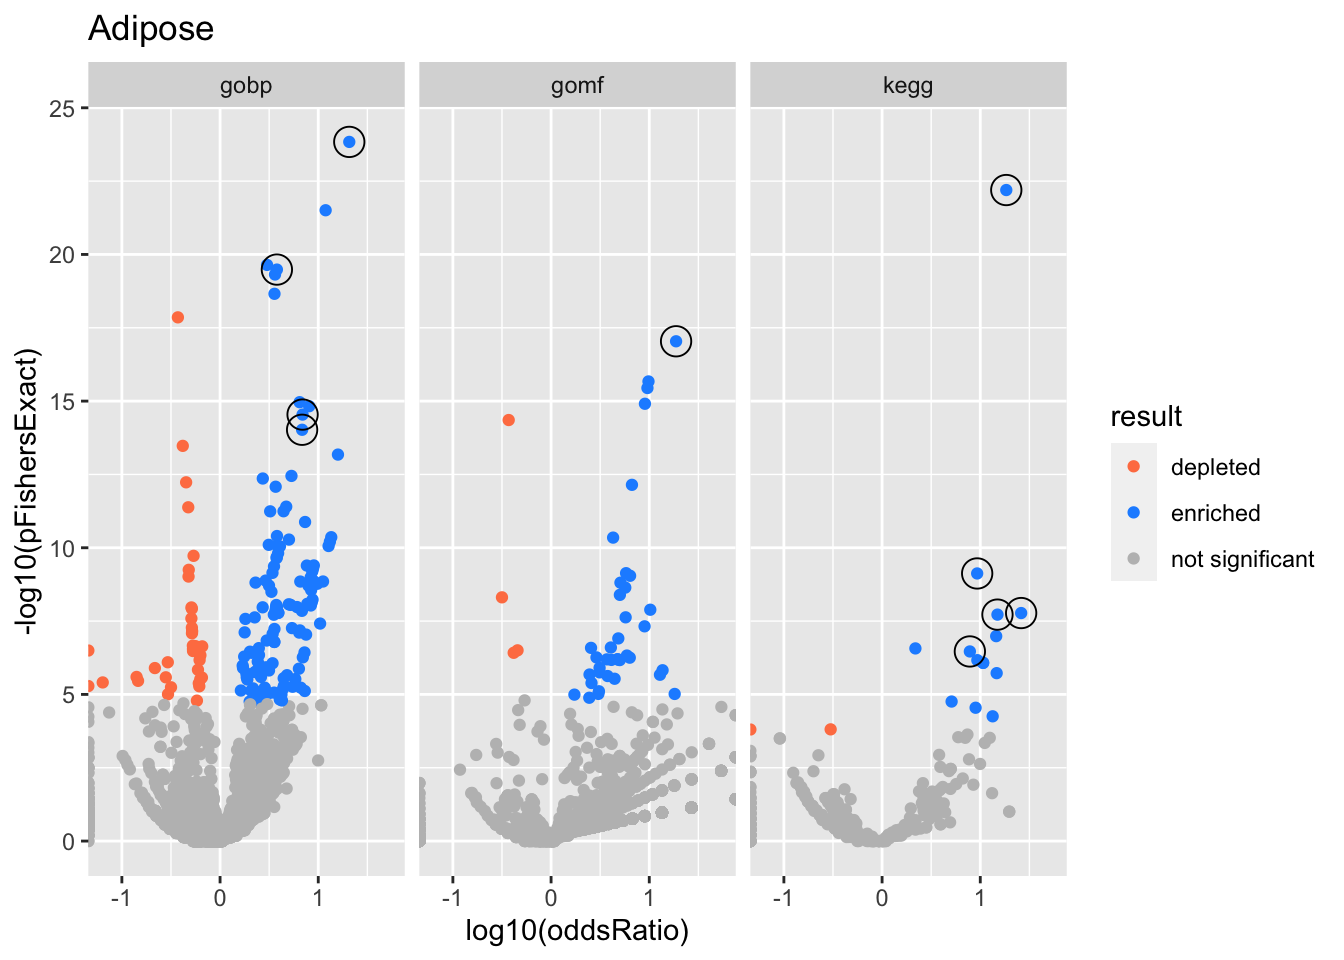 Adipose
gobp
gomf
kegg
25
20
15
10
5
0
-log10(pFishersExact)
-1
0
1
-1
0
1
-1
0
1
log10(oddsRatio)
result
depleted
enriched
not significant